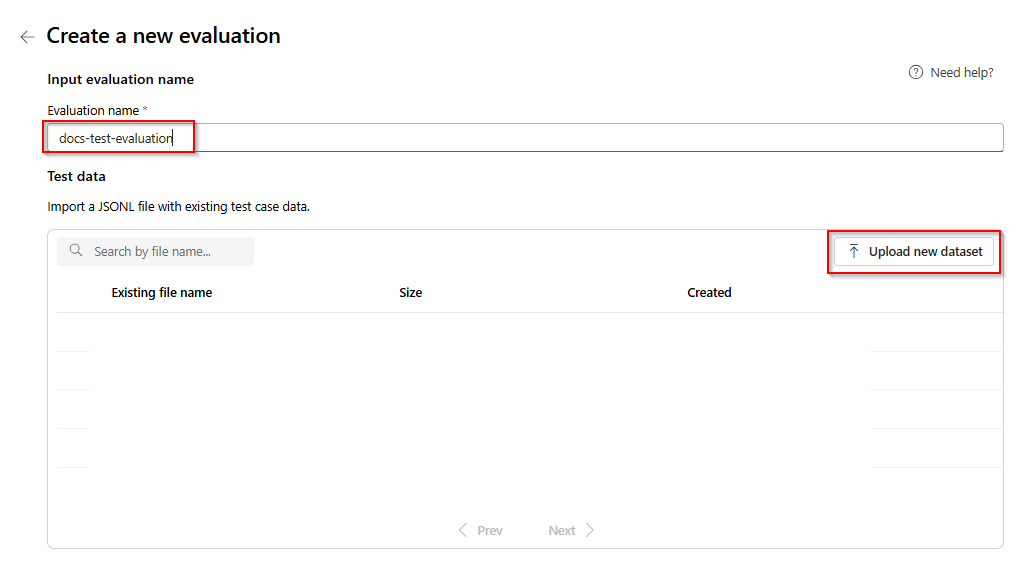 Create a new evaluation
Need help?
Input evaluation name
Evaluation name *
docs-test-evaluation
Test data
Import a JSONL file with existing test case data.
Search by file name...
Upload new dataset
Existing file name Size Created
Prev Next